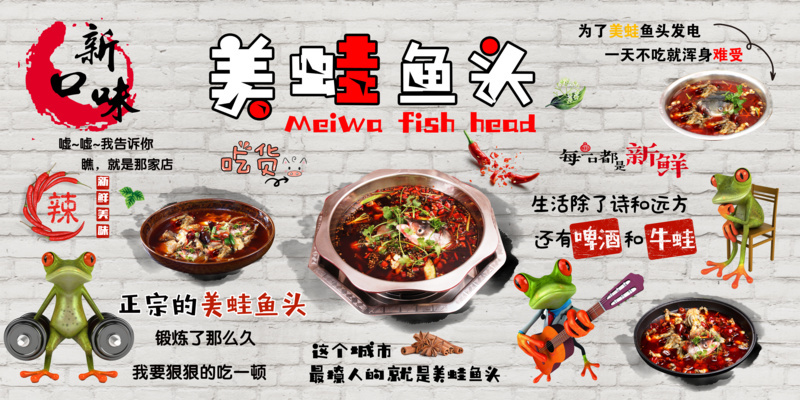 新口味
美蛙鱼头
Meiwa fish head
为了美蛙鱼头发电
一天不吃就浑身难受
嘘~嘘~我告诉你
瞧，就是那家店
吃货
每一口都是新鲜
辣
新鲜美味
生活除了诗和远方
还有啤酒和牛蛙
正宗的美蛙鱼头
锻炼了那么久
我要狠狠的吃一顿
这个城市
最撩人的就是美蛙鱼头